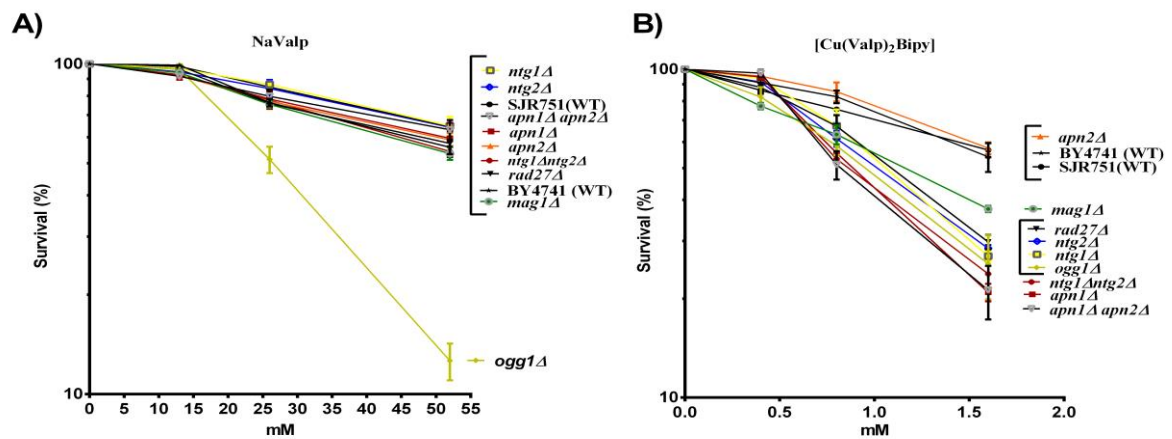 A)
NaValp
100
10
Survival (%)
0 5 10 15 20 25 30 35 40 45 50 55
mM
ntg1Δ
ntg2Δ
SJR751(WT)
apn1Δ apn2Δ
apn1Δ
apn2Δ
ntg1Δntg2Δ
rad27Δ
BY4741 (WT)
mag1Δ
ogg1Δ
B)
[Cu(Valp)₂Bipy]
100
10
Survival (%)
0.0 0.5 1.0 1.5 2.0
mM
apn2Δ
BY4741 (WT)
SJR751(WT)
mag1Δ
rad27Δ
ntg2Δ
ntg1Δ
ogg1Δ
ntg1Δntg2Δ
apn1Δ
apn1Δ apn2Δ